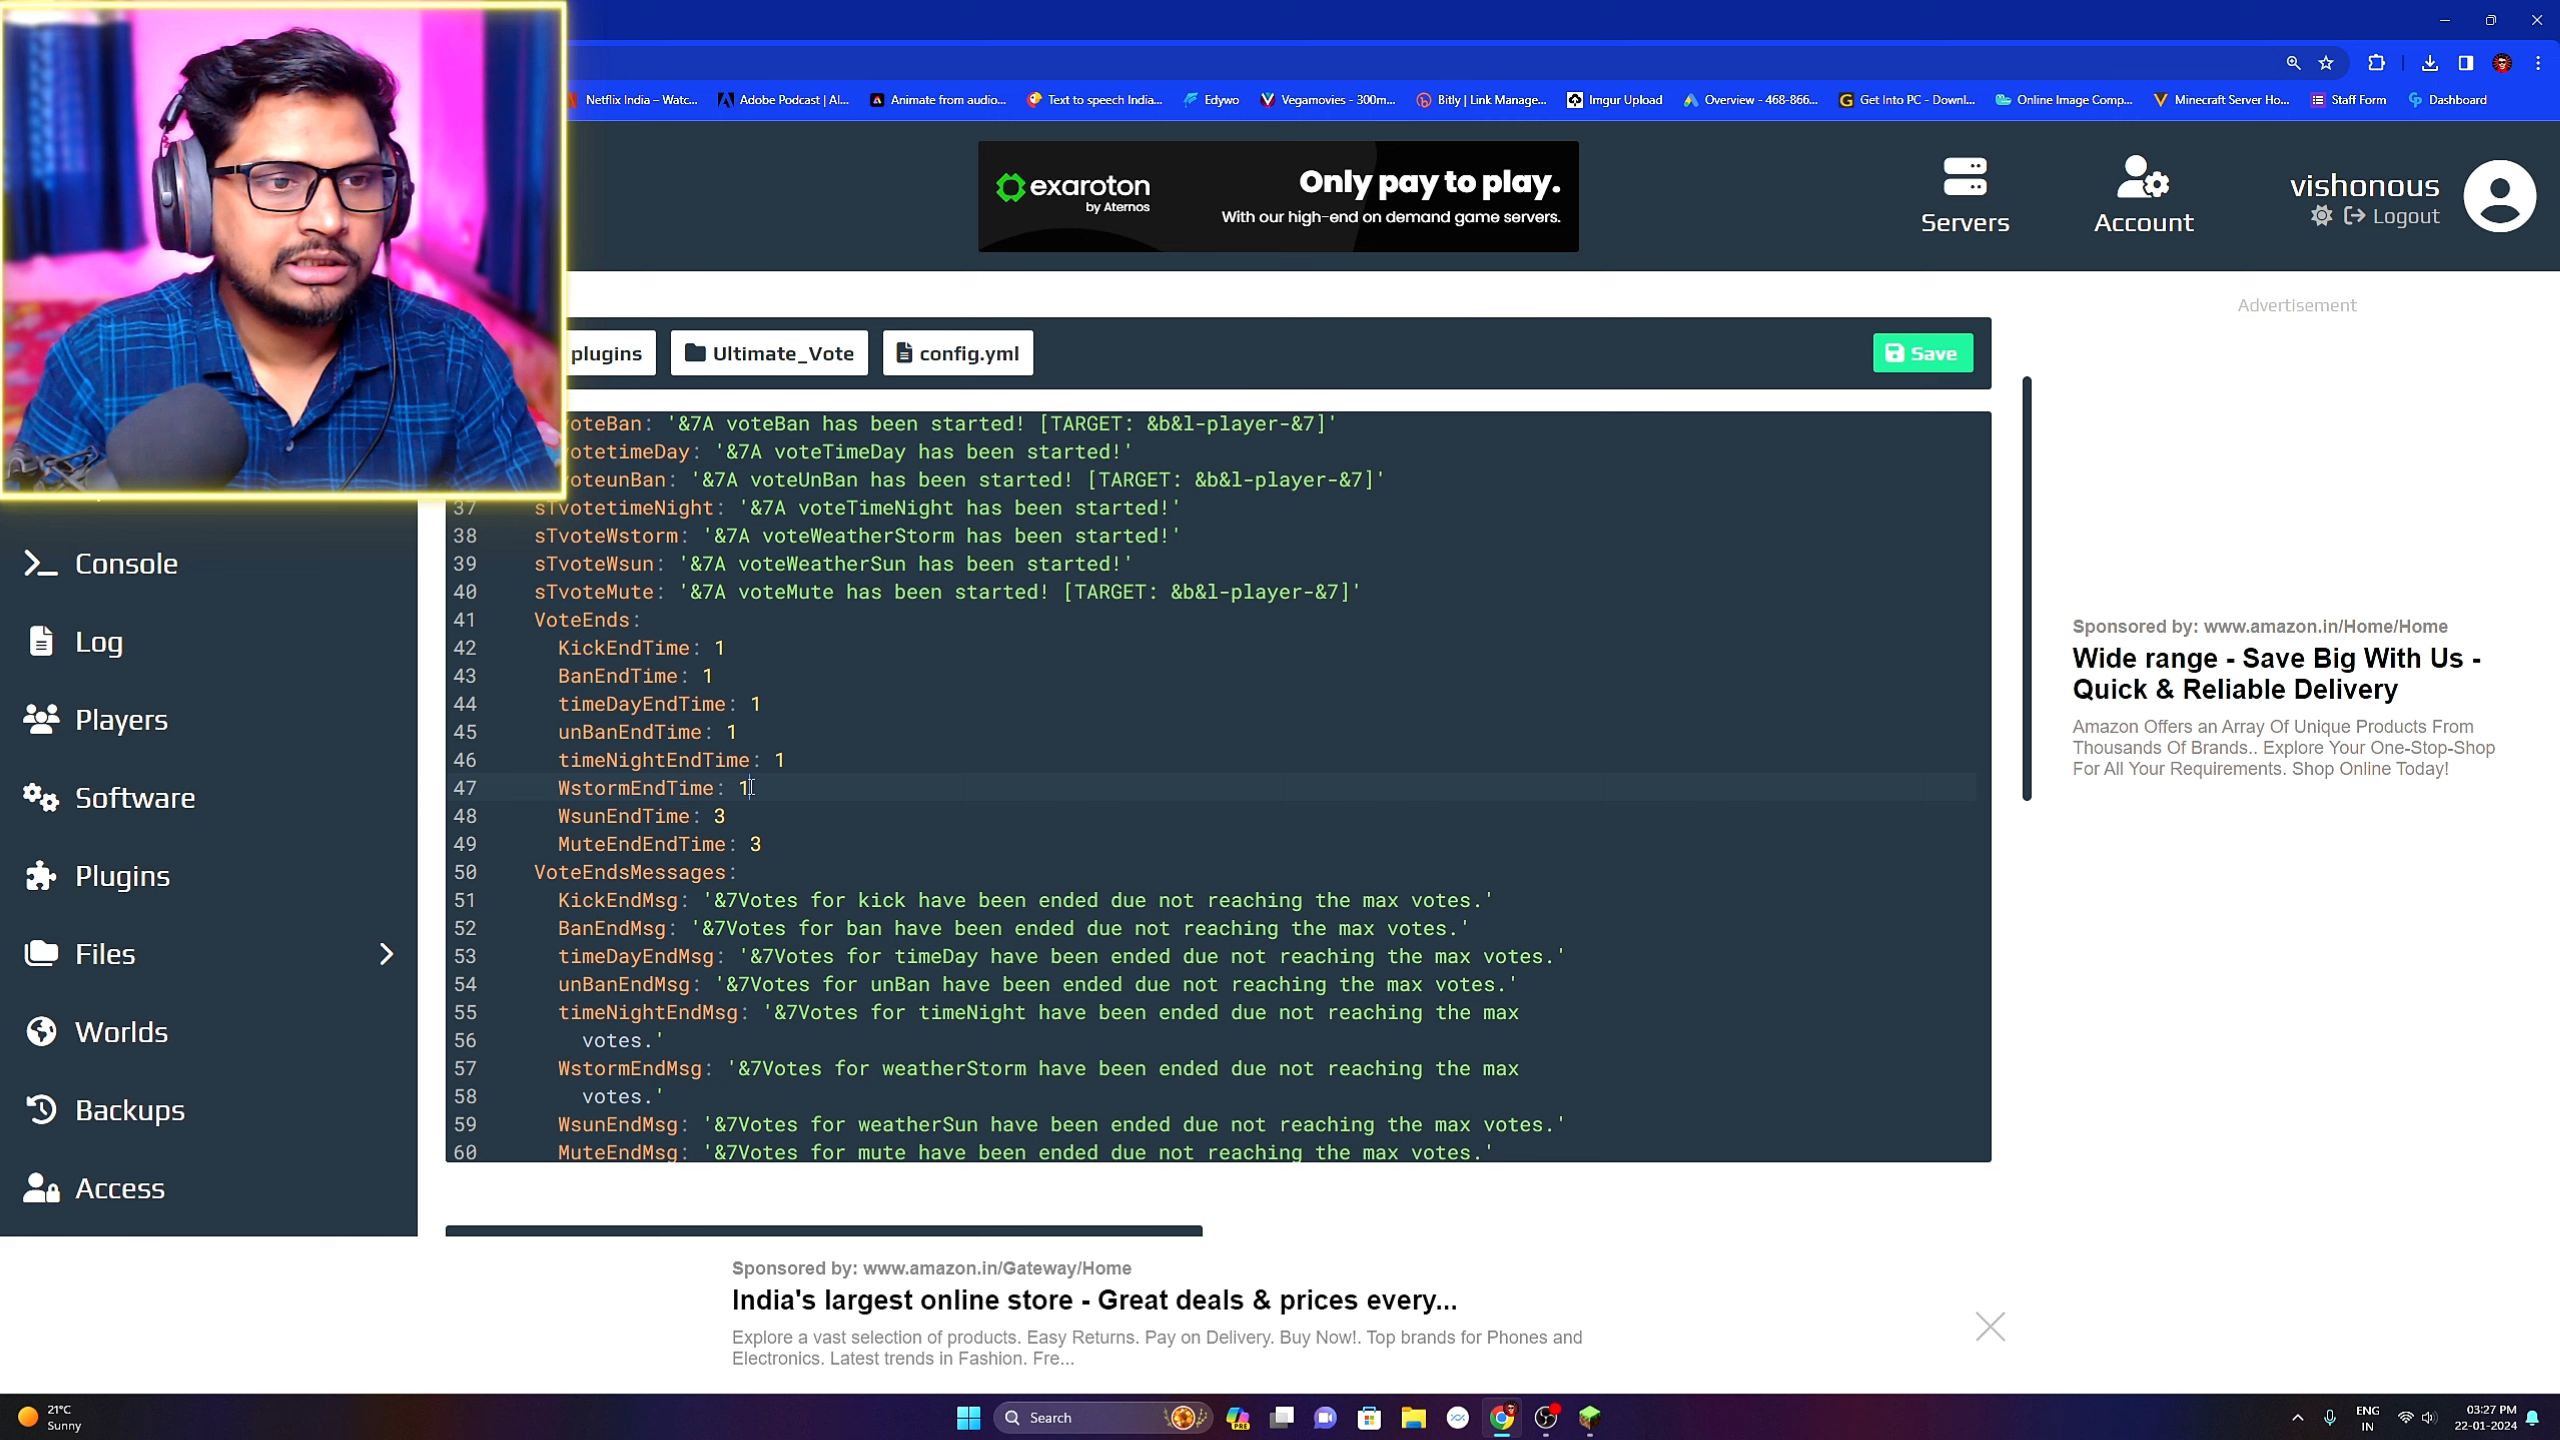 Netflix India – Watc...
Adobe Podcast | AI...
Animate from audio...
Text to speech India...
Edywo
Vegamovies - 300m...
Bitly | Link Manage...
Imgur Upload
Overview - 468-866...
Get Into PC - Downl...
Online Image Comp...
Minecraft Server Ho...
Staff Form
Dashboard
exaroton
by Aternos
Only pay to play.
With our high-end on demand game servers.
Servers
Account
vishonous
Logout
Advertisement
plugins
Ultimate_Vote
config.yml
Save
voteBan: '&7A voteBan has been started! [TARGET: &b&l-player-&7]'
votetimeDay: '&7A voteTimeDay has been started!'
voteunBan: '&7A voteUnBan has been started! [TARGET: &b&l-player-&7]'
37 sTvotetimeNight: '&7A voteTimeNight has been started!'
38 sTvoteWstorm: '&7A voteWeatherStorm has been started!'
39 sTvoteWsun: '&7A voteWeatherSun has been started!'
40 sTvoteMute: '&7A voteMute has been started! [TARGET: &b&l-player-&7]'
41 VoteEnds:
42 KickEndTime: 1
43 BanEndTime: 1
44 timeDayEndTime: 1
45 unBanEndTime: 1
46 timeNightEndTime: 1
47 WstormEndTime: 1
48 WsunEndTime: 3
49 MuteEndEndTime: 3
50 VoteEndsMessages:
51 KickEndMsg: '&7Votes for kick have been ended due not reaching the max votes.'
52 BanEndMsg: '&7Votes for ban have been ended due not reaching the max votes.'
53 timeDayEndMsg: '&7Votes for timeDay have been ended due not reaching the max votes.'
54 unBanEndMsg: '&7Votes for unBan have been ended due not reaching the max votes.'
55 timeNightEndMsg: '&7Votes for timeNight have been ended due not reaching the max
56 votes.'
57 WstormEndMsg: '&7Votes for weatherStorm have been ended due not reaching the max
58 votes.'
59 WsunEndMsg: '&7Votes for weatherSun have been ended due not reaching the max votes.'
60 MuteEndMsg: '&7Votes for mute have been ended due not reaching the max votes.'
Console
Log
Players
Software
Plugins
Files
Worlds
Backups
Access
Sponsored by: www.amazon.in/Home/Home
Wide range - Save Big With Us -
Quick & Reliable Delivery
Amazon Offers an Array Of Unique Products From
Thousands Of Brands.. Explore Your One-Stop-Shop
For All Your Requirements. Shop Online Today!
Sponsored by: www.amazon.in/Gateway/Home
India's largest online store - Great deals & prices every...
Explore a vast selection of products. Easy Returns. Pay on Delivery. Buy Now!. Top brands for Phones and
Electronics. Latest trends in Fashion. Fre...
21°C
Sunny
Search
PRE
ENG
IN
03:27 PM
22-01-2024